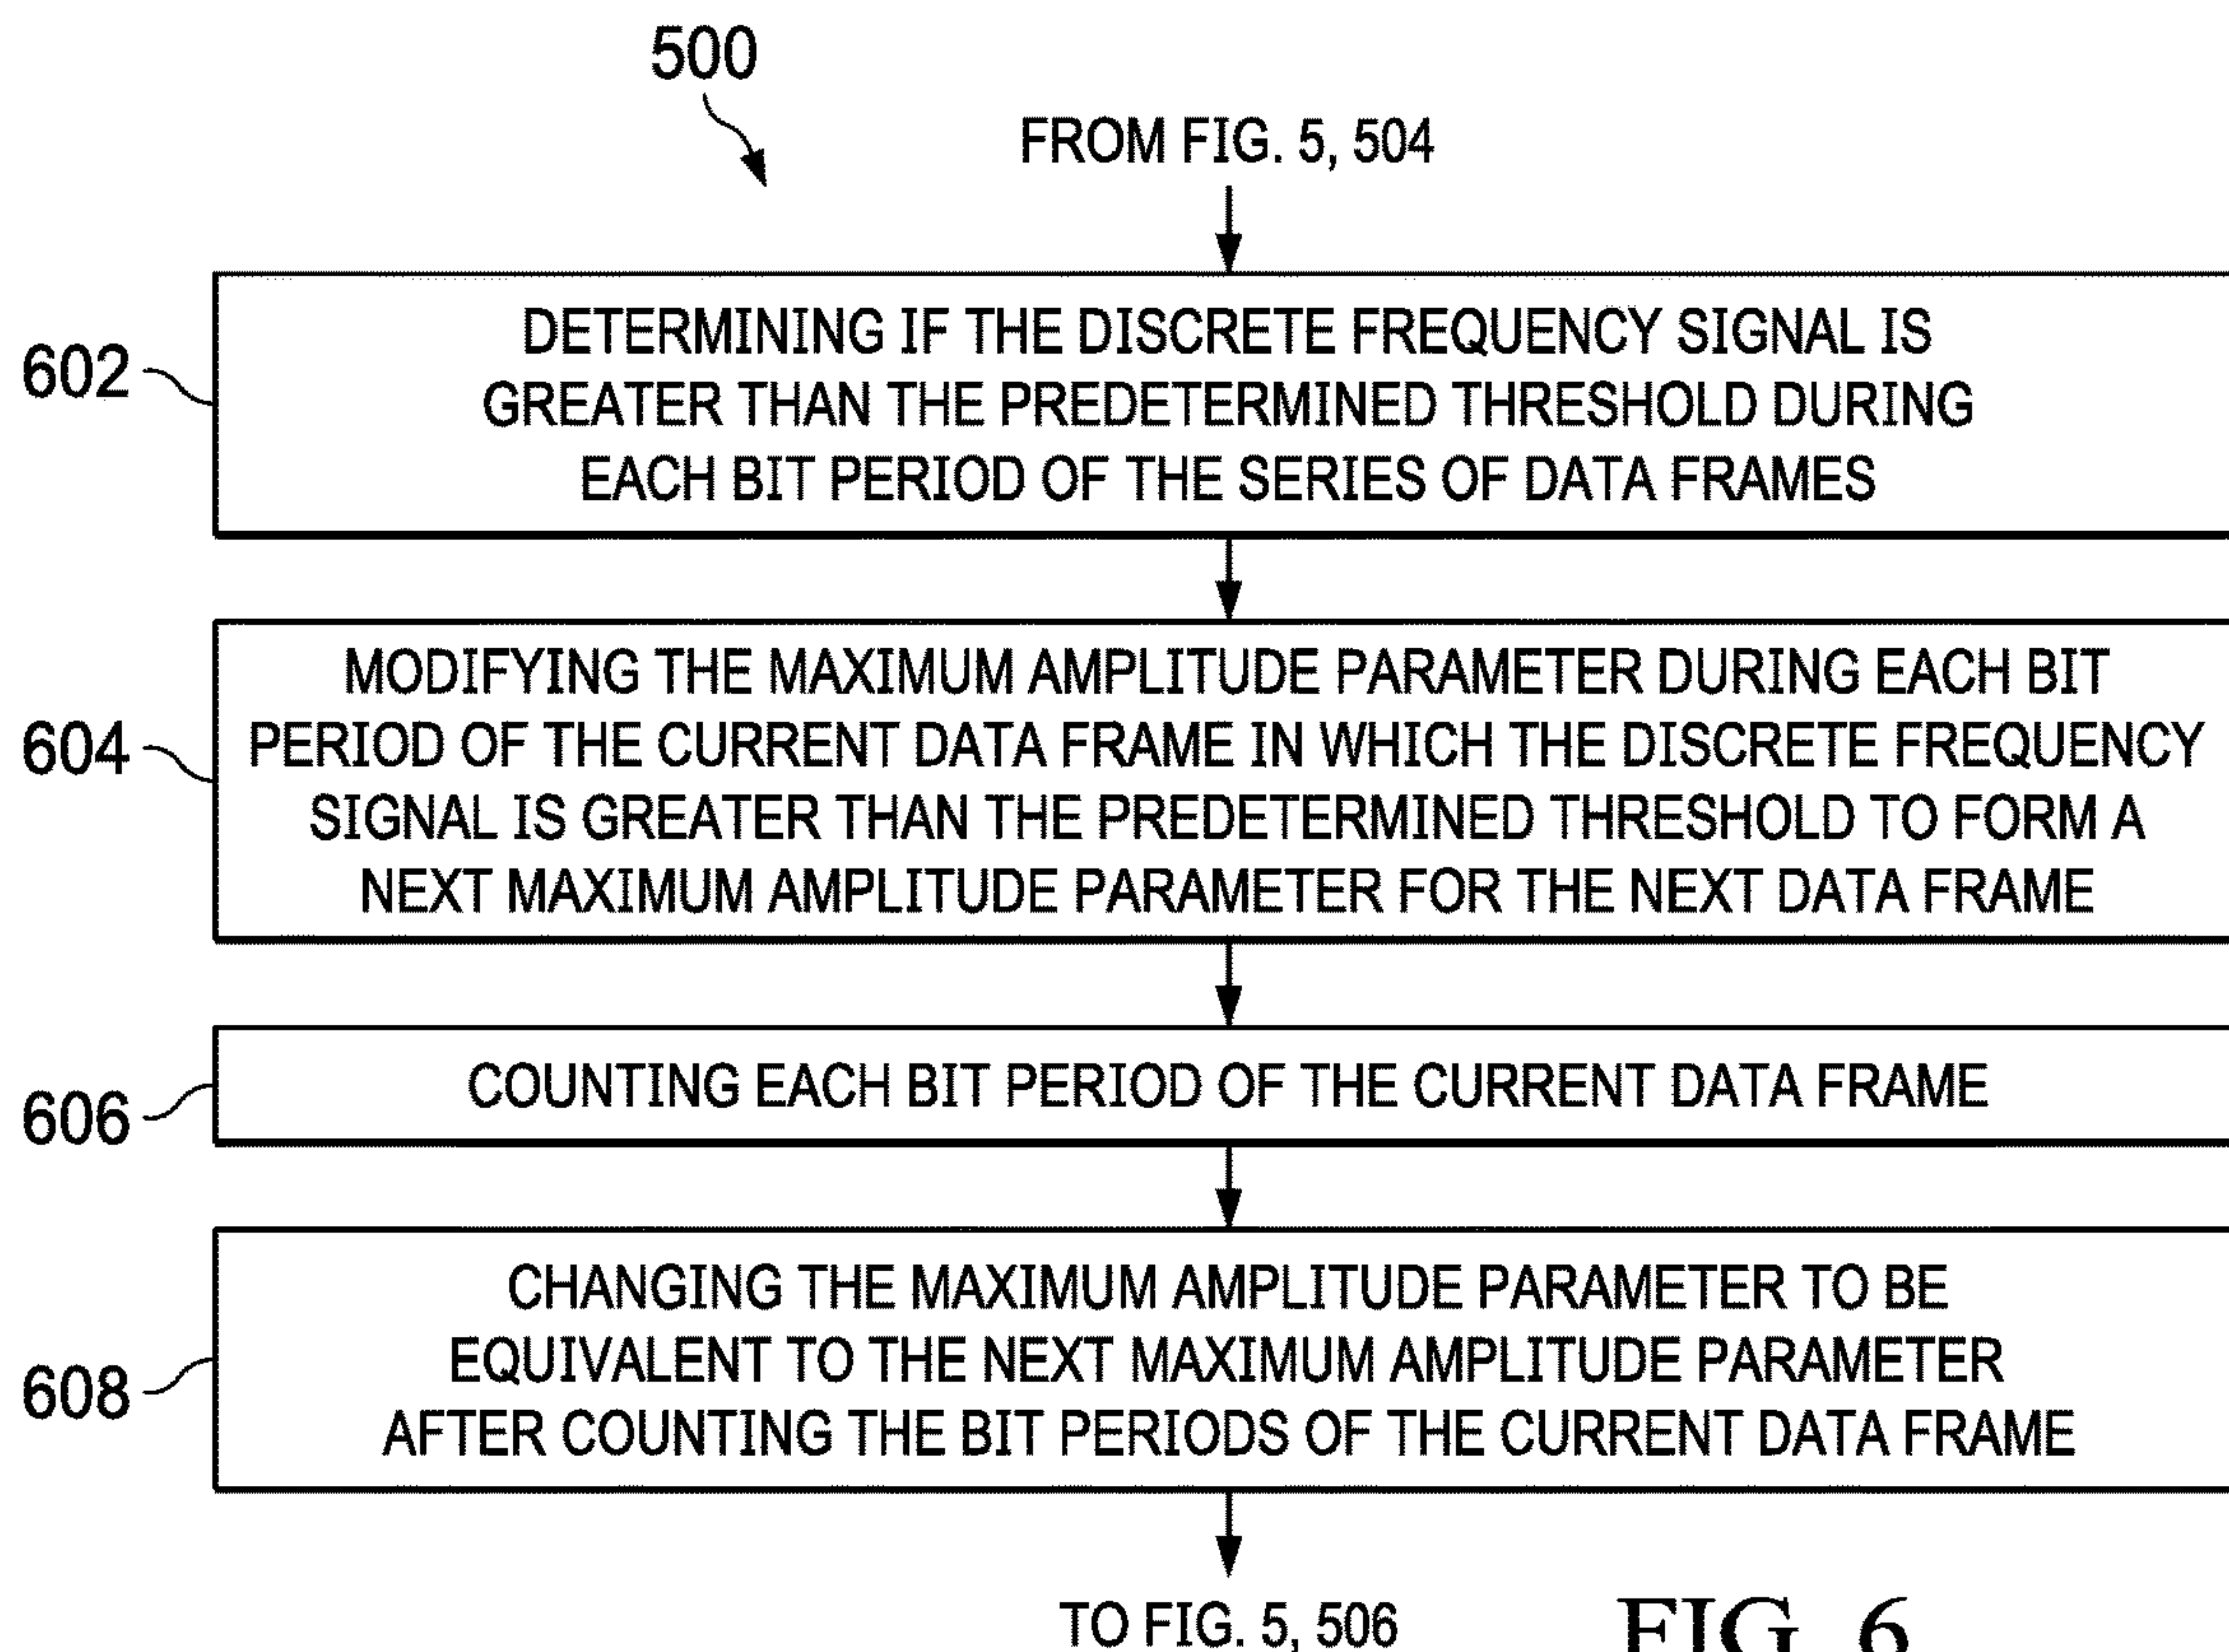 500
FROM FIG. 5, 504
602
DETERMINING IF THE DISCRETE FREQUENCY SIGNAL IS
GREATER THAN THE PREDETERMINED THRESHOLD DURING
EACH BIT PERIOD OF THE SERIES OF DATA FRAMES
604
MODIFYING THE MAXIMUM AMPLITUDE PARAMETER DURING EACH BIT
PERIOD OF THE CURRENT DATA FRAME IN WHICH THE DISCRETE FREQUENCY
SIGNAL IS GREATER THAN THE PREDETERMINED THRESHOLD TO FORM A
NEXT MAXIMUM AMPLITUDE PARAMETER FOR THE NEXT DATA FRAME
606
COUNTING EACH BIT PERIOD OF THE CURRENT DATA FRAME
608
CHANGING THE MAXIMUM AMPLITUDE PARAMETER TO BE
EQUIVALENT TO THE NEXT MAXIMUM AMPLITUDE PARAMETER
AFTER COUNTING THE BIT PERIODS OF THE CURRENT DATA FRAME
TO FIG. 5, 506
FIG. 6